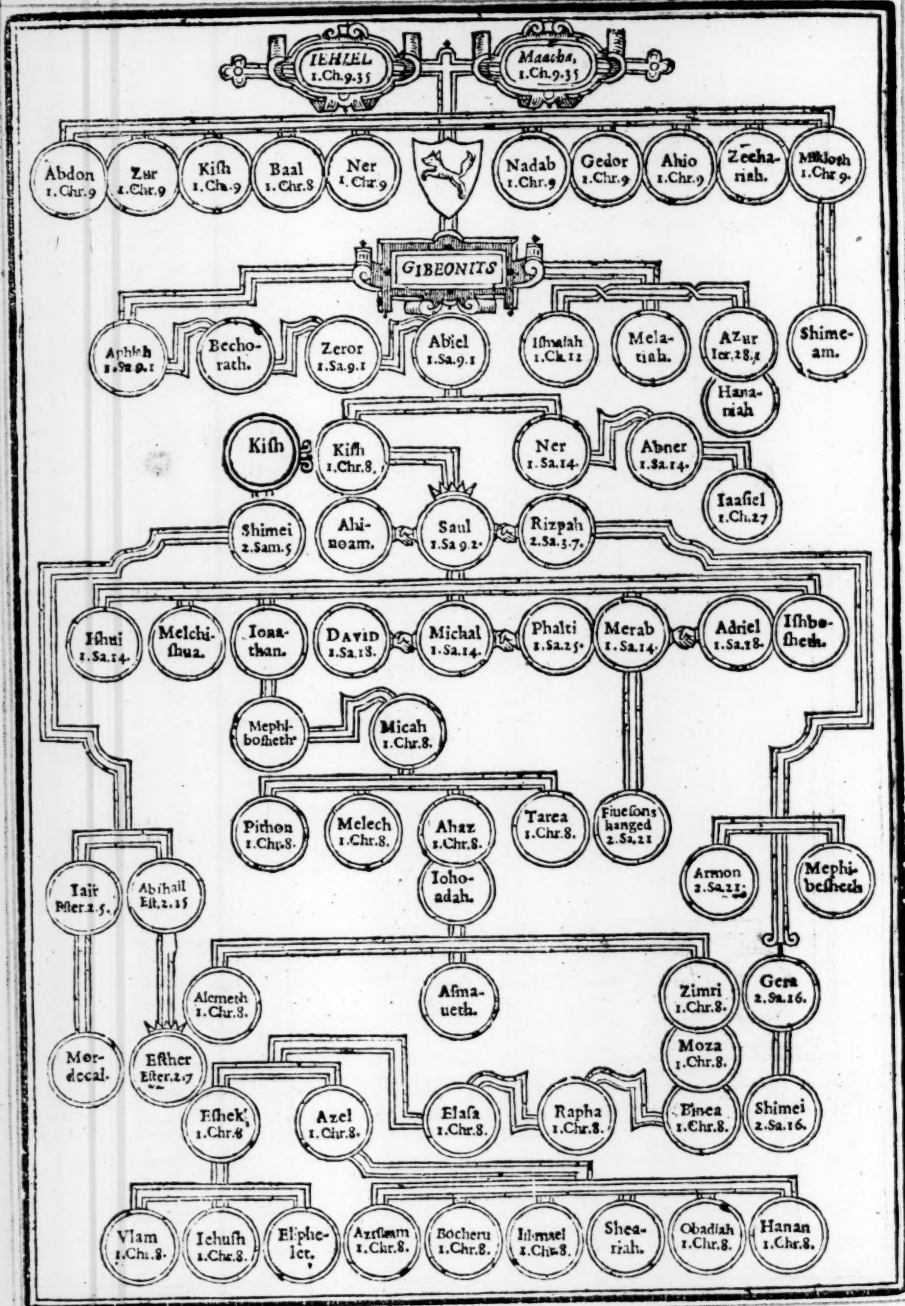 IEHIEL
1.Ch.9.35
Maacha,
1.Ch.9.35
Abdon
1.Chr.9
Zur
1.Chr.9
Kiſh
1.Ch.9
Baal
1.Chr.8
Ner
1.Chr.9
Nadab
1.Chr.9
Gedor
1.Chr.9
Ahio
1.Chr.9
Zecha-
riah.
Mikloth
1.Chr 9.
GIBEONITS
Aphiah
1.Sa.9.1
Becho-
rath.
Zeror
1.Sa.9.1
Abiel
1.Sa.9.1
Iſhmaiah
1.Ch.12
Mela-
tiah.
AZur
Ier.28.1
Shime-
am.
Hana-
niah
Kiſh
Kiſh
1.Chr.8.
Ner
1.Sa.14.
Abner
1.Sa.14.
Iaaſiel
1.Ch.27
Shimei
2.Sam.5
Ahi-
noam.
Saul
1.Sa 9.2.
Rizpah
2.Sa.3.7.
Iſhui
1.Sa.14.
Melchi-
ſhua.
Iona-
than.
DAVID
1.Sa.18.
Michal
1.Sa.14.
Phalti
1.Sa.25.
Merab
1.Sa.14.
Adriel
1.Sa.18.
Iſhbo-
ſheth.
Mephi-
boſheth
Micah
1.Chr.8.
Pithon
1.Chr.8.
Melech
1.Chr.8.
Ahaz
1.Chr.8.
Tarea
1.Chr.8.
Fiueſons
hanged
2.Sa.21
Ioho-
adah.
Armon
2.Sa.21.
Mephi-
boſheth
Iair
Eſter.2.5.
Abihail
Eſt.2.15
Alemeth
1.Chr.8.
Aſma-
ueth.
Zimri
1.Chr.8.
Gera
2.Sa.16.
Mor-
decai.
Eſther
Eſter.2.7
Moza
1.Chr.8.
Eſhek
1.Chr.8
Azel
1.Chr.8.
Elaſa
1.Chr.8.
Rapha
1.Chr.8.
Binea
1.Chr.8.
Shimei
2.Sa.16.
Vlam
1.Chr.8.
Iehuſh
1.Chr.8.
Eliphe-
let.
Azrikam
1.Chr.8.
Bocheru
1.Chr.8.
Iſhmael
1.Chr.8.
Shea-
riah.
Obadiah
1.Chr.8.
Hanan
1.Chr.8.